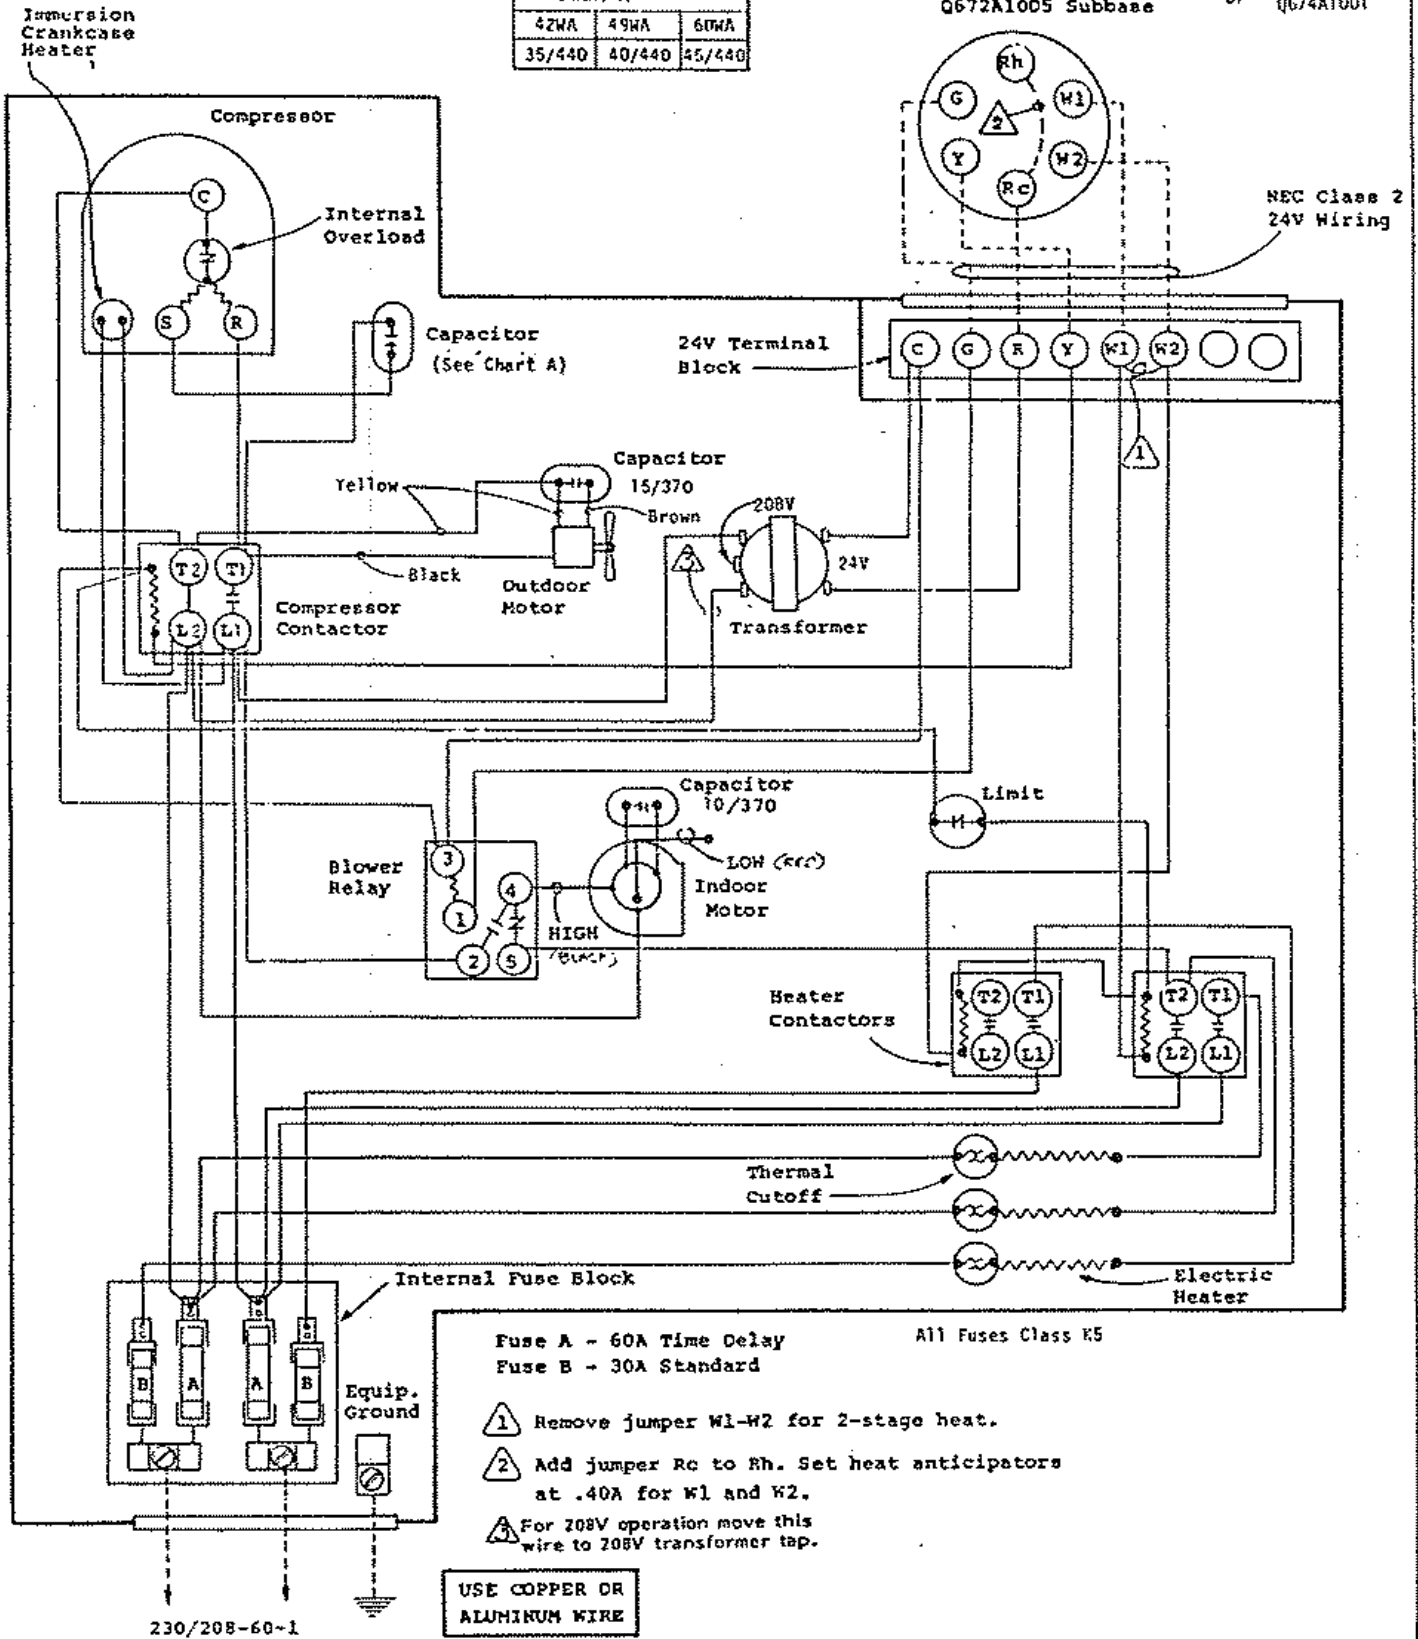 Immersion
Crankcase
Heater
42WA 49WA 60WA
35/440 40/440 45/440
Q672A1005 Subbase
Q674A1001
Rh
G
W1
2
Y
W2
Rc
NEC Class 2
24V Wiring
Compressor
C
Internal
Overload
S
R
Capacitor
(See Chart A)
24V Terminal
Block
C G R Y W1 W2
1
Capacitor
15/370
Yellow
Brown
Black
Outdoor
Motor
208V
24V
3
Transformer
T2 T1
L2 L1
Compressor
Contactor
Capacitor
10/370
Limit
Blower
Relay
3
4
1
2 5
LOW
Indoor
Motor
HIGH
(BLACK)
Heater
Contactors
T2 T1
L2 L1
T2 T1
L2 L1
Thermal
Cutoff
Electric
Heater
Internal Fuse Block
B A A B
Equip.
Ground
Fuse A - 60A Time Delay
Fuse B - 30A Standard
All Fuses Class K5
1 Remove jumper W1-W2 for 2-stage heat.
2 Add jumper Rc to Rh. Set heat anticipators
at .40A for W1 and W2.
3 For 208V operation move this
wire to 208V transformer tap.
USE COPPER OR
ALUMINUM WIRE
230/208-60-1